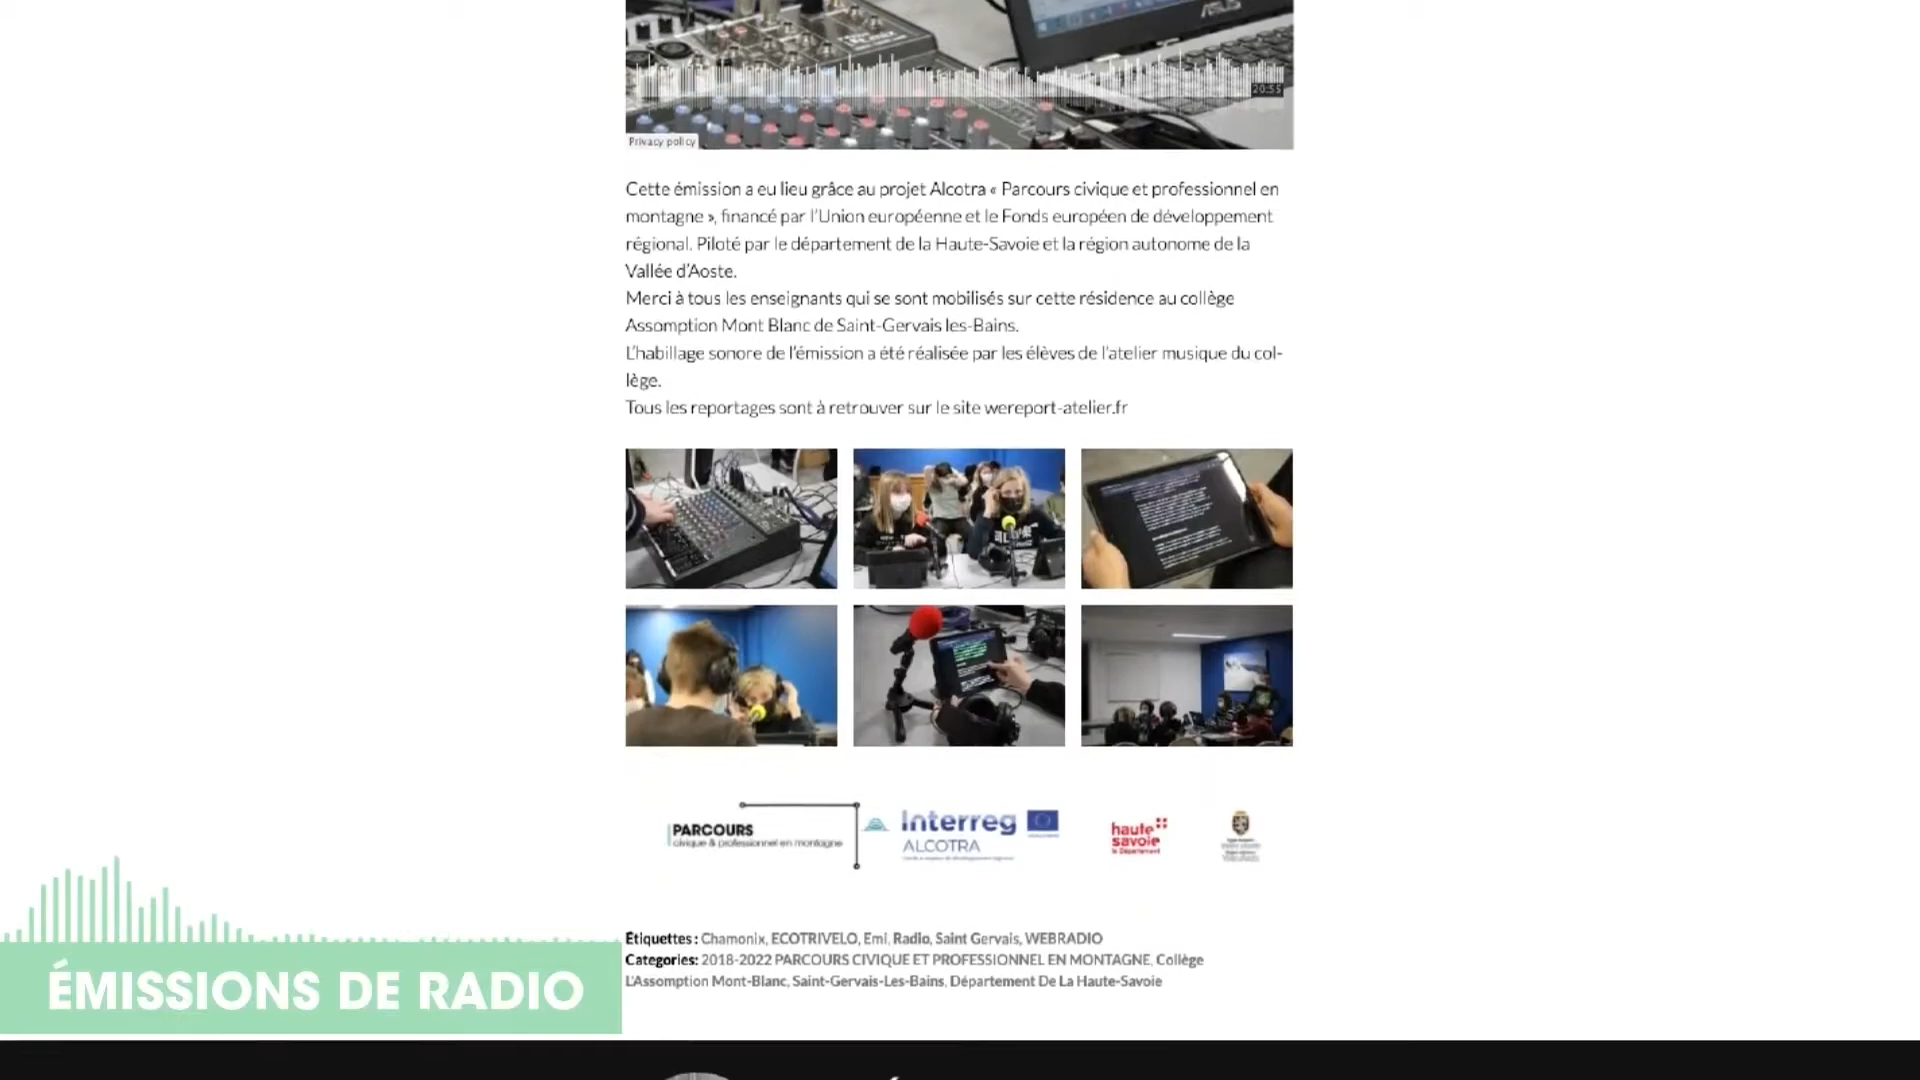 ASUS
20:55
Privacy policy
Cette émission a eu lieu grâce au projet Alcotra « Parcours civique et professionnel en
montagne », financé par l'Union européenne et le Fonds européen de développement
régional. Piloté par le département de la Haute-Savoie et la région autonome de la
Vallée d'Aoste.
Merci à tous les enseignants qui se sont mobilisés sur cette résidence au collège
Assomption Mont Blanc de Saint-Gervais les-Bains.
L'habillage sonore de l'émission a été réalisée par les élèves de l'atelier musique du col-
lège.
Tous les reportages sont à retrouver sur le site wereport-atelier.fr
PARCOURS
civique & professionnel en montagne
Interreg
ALCOTRA
haute
savoie
le Département
Étiquettes : Chamonix, ECOTRIVELO, Emi, Radio, Saint Gervais, WEBRADIO
Categories: 2018-2022 PARCOURS CIVIQUE ET PROFESSIONNEL EN MONTAGNE, Collège
L'Assomption Mont-Blanc, Saint-Gervais-Les-Bains, Département De La Haute-Savoie
ÉMISSIONS DE RADIO